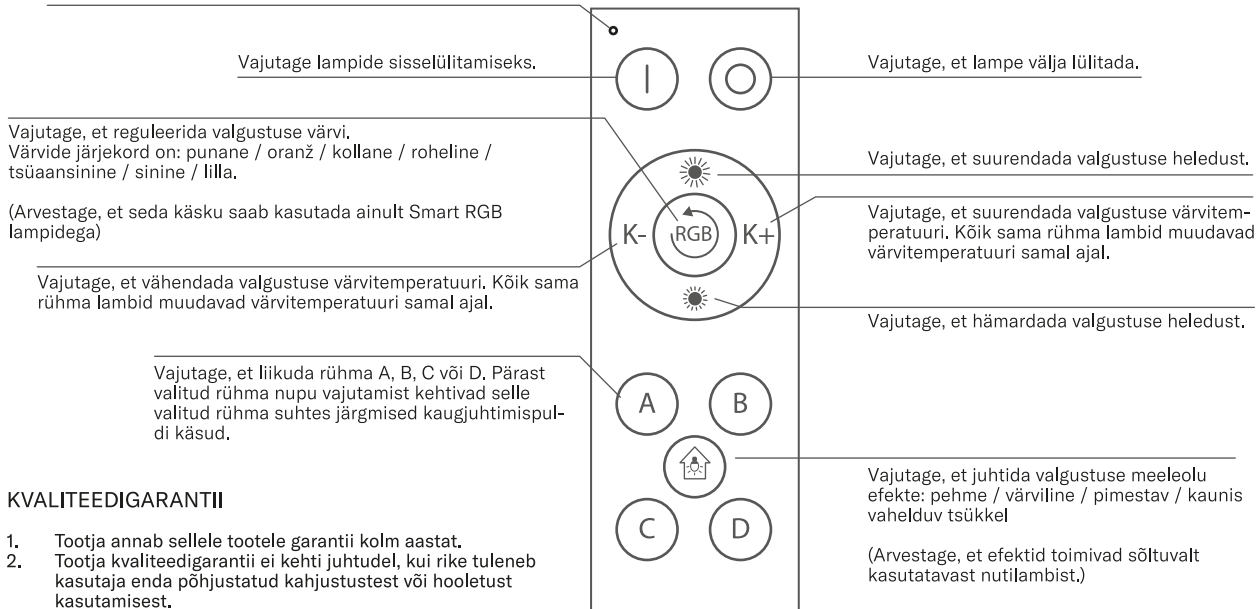 Vajutage lampide sisselülitamiseks.
Vajutage, et lampe välja lülitada.
Vajutage, et reguleerida valgustuse värvi.
Värvide järjekord on: punane / oranž / kollane / roheline /
tsüaansinine / sinine / lilla.
(Arvestage, et seda käsku saab kasutada ainult Smart RGB
lampidega)
Vajutage, et suurendada valgustuse heledust.
K-
RGB
K+
Vajutage, et suurendada valgustuse värvitem-
peratuuri. Kõik sama rühma lambid muudavad
värvitemperatuuri samal ajal.
Vajutage, et vähendada valgustuse värvitemperatuuri. Kõik sama
rühma lambid muudavad värvitemperatuuri samal ajal.
Vajutage, et hämardada valgustuse heledust.
Vajutage, et liikuda rühma A, B, C või D. Pärast
valitud rühma nupu vajutamist kehtivad selle
valitud rühma suhtes järgmised kaugjuhtimispul-
di käsud.
A
B
C
D
Vajutage, et juhtida valgustuse meeleolu
efekte: pehme / värviline / pimestav / kaunis
vahelduv tsükkel
(Arvestage, et efektid toimivad sõltuvalt
kasutatavast nutilambist.)
KVALITEEDIGARANTII
1. Tootja annab sellele tootele garantii kolm aastat.
2. Tootja kvaliteedigarantii ei kehti juhtudel, kui rike tuleneb
kasutaja enda põhjustatud kahjustustest või hooletust
kasutamisest.